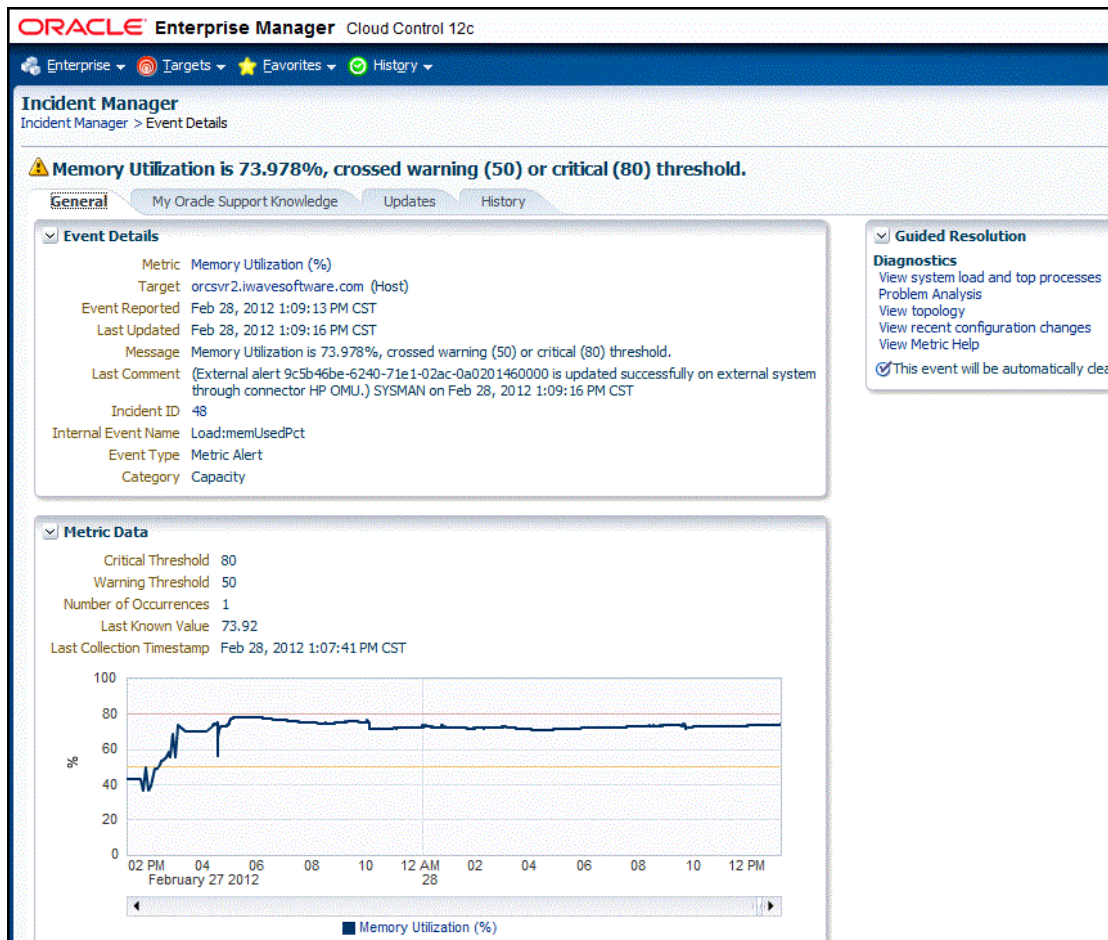 ORACLE Enterprise Manager Cloud Control 12c
Enterprise Targets Favorites History
Incident Manager
Incident Manager > Event Details
Memory Utilization is 73.978%, crossed warning (50) or critical (80) threshold.
General My Oracle Support Knowledge Updates History
Event Details
Metric Memory Utilization (%)
Target orcsvr2.iwavesoftware.com (Host)
Event Reported Feb 28, 2012 1:09:13 PM CST
Last Updated Feb 28, 2012 1:09:16 PM CST
Message Memory Utilization is 73.978%, crossed warning (50) or critical (80) threshold.
Last Comment (External alert 9c5b46be-6240-71e1-02ac-0a0201460000 is updated successfully on external system
through connector HP OMU.) SYSMAN on Feb 28, 2012 1:09:16 PM CST
Incident ID 48
Internal Event Name Load:memUsedPct
Event Type Metric Alert
Category Capacity
Guided Resolution
Diagnostics
View system load and top processes
Problem Analysis
View topology
View recent configuration changes
View Metric Help
This event will be automatically clea
Metric Data
Critical Threshold 80
Warning Threshold 50
Number of Occurrences 1
Last Known Value 73.92
Last Collection Timestamp Feb 28, 2012 1:07:41 PM CST
100
80
60
%
40
20
0
02 PM 04 06 08 10 12 AM 02 04 06 08 10 12 PM
February 27 2012 28
Memory Utilization (%)